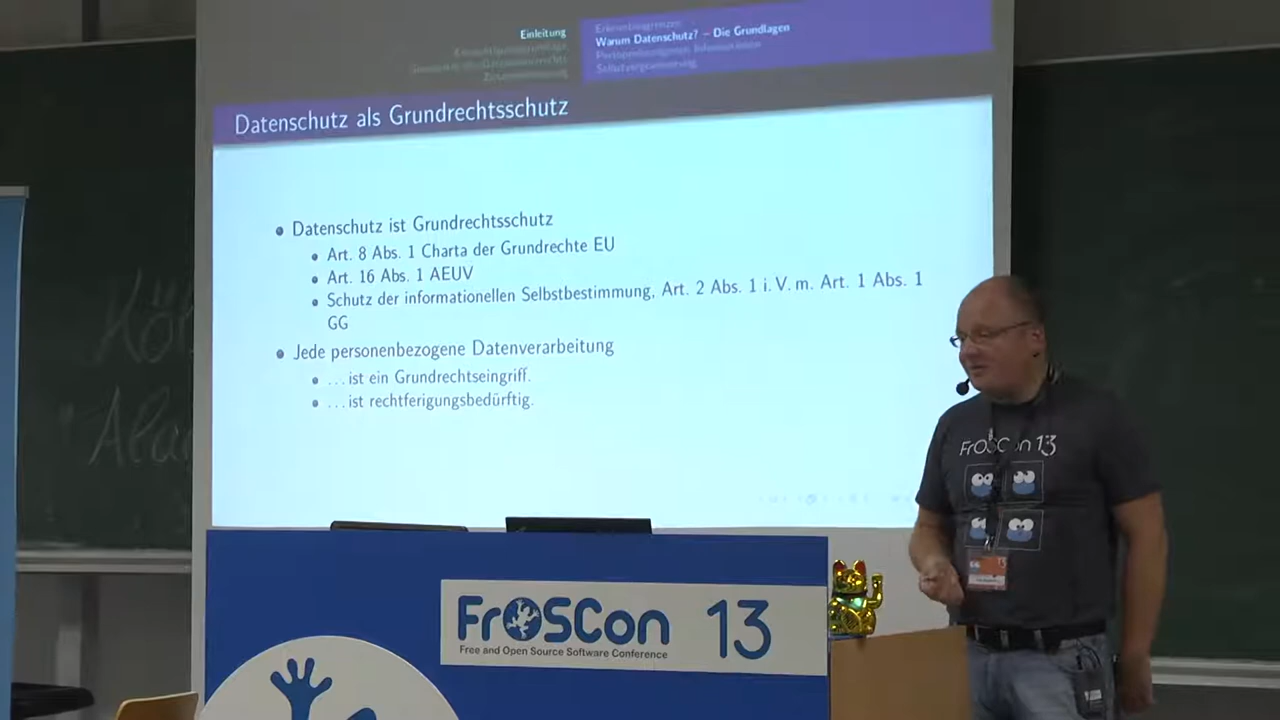 Einleitung
Warum Datenschutz? – Die Grundlagen
Personenbezogene Informationen
Selbstvergewisserung
Zusammenfassung
Datenschutz als Grundrechtsschutz
Datenschutz ist Grundrechtsschutz
Art. 8 Abs. 1 Charta der Grundrechte EU
Art. 16 Abs. 1 AEUV
Schutz der informationellen Selbstbestimmung, Art. 2 Abs. 1 i. V. m. Art. 1 Abs. 1
GG
Jede personenbezogene Datenverarbeitung
... ist ein Grundrechtseingriff.
... ist rechtferigungsbedürftig.
FrOSCon 13
FrOSCon 13
Free and Open Source Software Conference